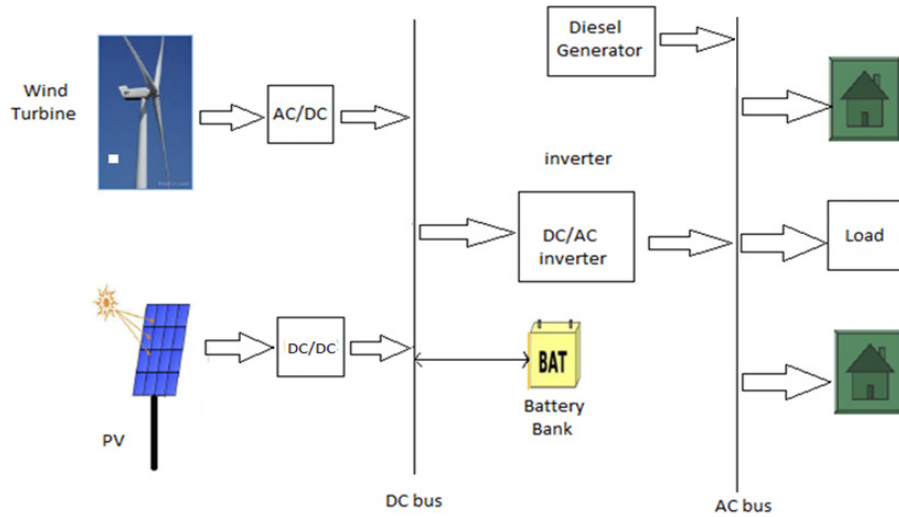 Diesel
Generator
Wind
Turbine
AC/DC
inverter
DC/AC
inverter
Load
DC/DC
BAT
Battery
Bank
PV
DC bus
AC bus